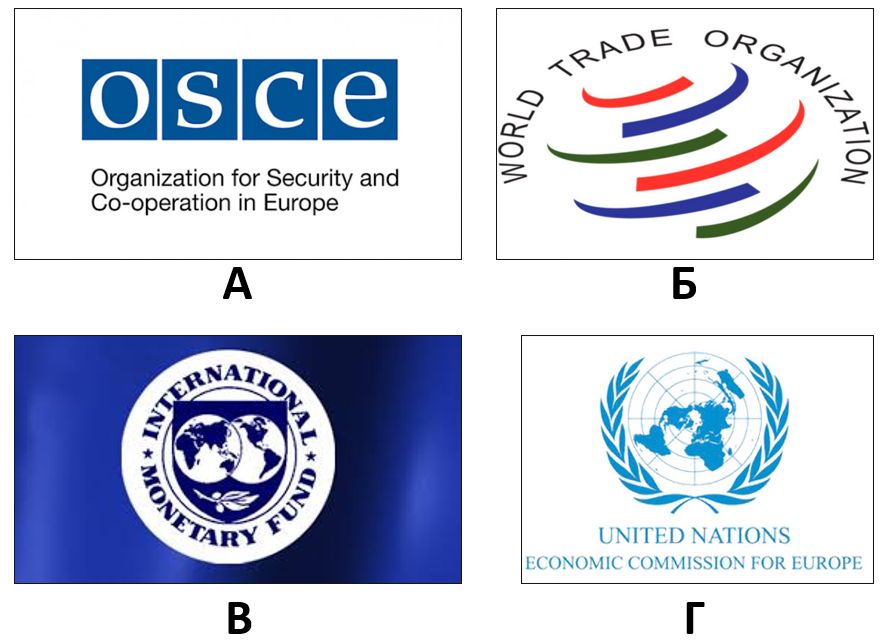 osce
Organization for Security and
Co-operation in Europe
WORLD TRADE ORGANIZATION
А
Б
INTERNATIONAL
MONETARY FUND
UNITED NATIONS
ECONOMIC COMMISSION FOR EUROPE
В
Г